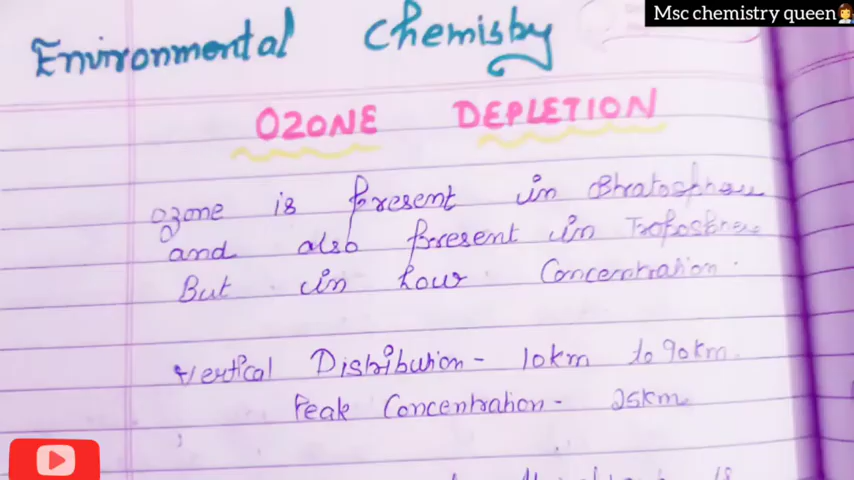 Msc chemistry queen👩‍🔬
Environmental Chemistry
OZONE DEPLETION
Ozone is present in Stratosphere
and also present in Troposphere
But in low Concentration.
Vertical Distribution - 10km to 90km.
Peak Concentration - 25km